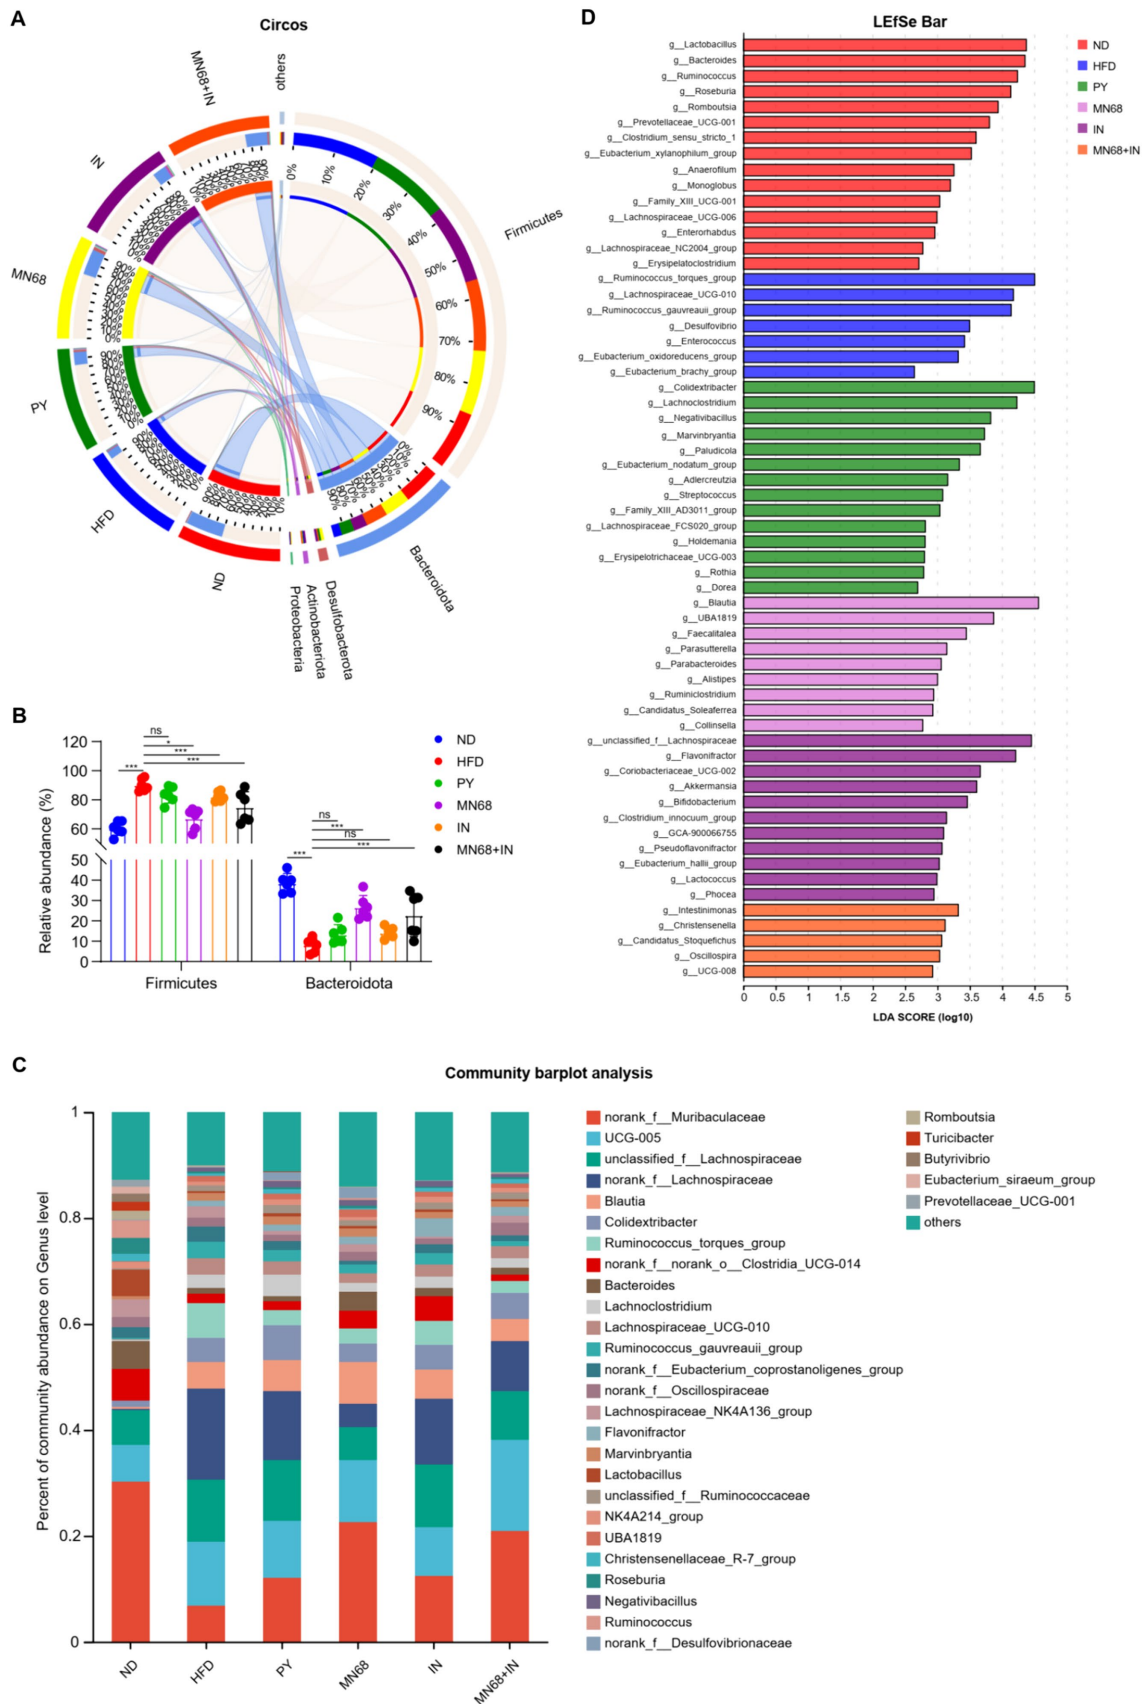 A
Circos
MN68+IN
others
IN
MN68
PY
HFD
ND
Firmicutes
Bacteroidota
Desulfobacterota
Actinobacteriota
Proteobacteria
0%
10%
20%
30%
40%
50%
60%
70%
80%
90%
B
Relative abundance (%)
120
100
80
60
50
40
30
20
10
0
ns
*
***
***
***
ns
***
ns
***
***
Firmicutes
Bacteroidota
ND
HFD
PY
MN68
IN
MN68+IN
D
LEfSe Bar
g__Lactobacillus
g__Bacteroides
g__Ruminococcus
g__Roseburia
g__Romboutsia
g__Prevotellaceae_UCG-001
g__Clostridium_sensu_stricto_1
g__Eubacterium_xylanophilum_group
g__Anaerofilum
g__Monoglobus
g__Family_XIII_UCG-001
g__Lachnospiraceae_UCG-006
g__Enterorhabdus
g__Lachnospiraceae_NC2004_group
g__Erysipelatoclostridium
g__Ruminococcus_torques_group
g__Lachnospiraceae_UCG-010
g__Ruminococcus_gauvreauii_group
g__Desulfovibrio
g__Enterococcus
g__Eubacterium_oxidoreducens_group
g__Eubacterium_brachy_group
g__Colidextribacter
g__Lachnoclostridium
g__Negativibacillus
g__Marvinbryantia
g__Paludicola
g__Eubacterium_nodatum_group
g__Adlercreutzia
g__Streptococcus
g__Family_XIII_AD3011_group
g__Lachnospiraceae_FCS020_group
g__Holdemania
g__Erysipelotrichaceae_UCG-003
g__Rothia
g__Dorea
g__Blautia
g__UBA1819
g__Faecalitalea
g__Parasutterella
g__Parabacteroides
g__Alistipes
g__Ruminiclostridium
g__Candidatus_Soleaferrea
g__Collinsella
g__unclassified_f__Lachnospiraceae
g__Flavonifractor
g__Coriobacteriaceae_UCG-002
g__Akkermansia
g__Bifidobacterium
g__Clostridium_innocuum_group
g__GCA-900066755
g__Pseudoflavonifractor
g__Eubacterium_hallii_group
g__Lactococcus
g__Phocea
g__Intestinimonas
g__Christensenella
g__Candidatus_Stoquefichus
g__Oscillospira
g__UCG-008
0 0.5 1 1.5 2 2.5 3 3.5 4 4.5 5
LDA SCORE (log10)
ND
HFD
PY
MN68
IN
MN68+IN
C
Community barplot analysis
Percent of community abundance on Genus level
1
0.8
0.6
0.4
0.2
0
ND
HFD
PY
MN68
IN
MN68+IN
norank_f__Muribaculaceae
UCG-005
unclassified_f__Lachnospiraceae
norank_f__Lachnospiraceae
Blautia
Colidextribacter
Ruminococcus_torques_group
norank_f__norank_o__Clostridia_UCG-014
Bacteroides
Lachnoclostridium
Lachnospiraceae_UCG-010
Ruminococcus_gauvreauii_group
norank_f__Eubacterium_coprostanoligenes_group
norank_f__Oscillospiraceae
Lachnospiraceae_NK4A136_group
Flavonifractor
Marvinbryantia
Lactobacillus
unclassified_f__Ruminococcaceae
NK4A214_group
UBA1819
Christensenellaceae_R-7_group
Roseburia
Negativibacillus
Ruminococcus
norank_f__Desulfovibrionaceae
Romboutsia
Turicibacter
Butyrivibrio
Eubacterium_siraeum_group
Prevotellaceae_UCG-001
others